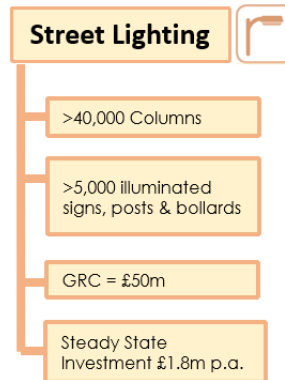 Street Lighting
>40,000 Columns
>5,000 illuminated
signs, posts & bollards
GRC = £50m
Steady State
Investment £1.8m p.a.